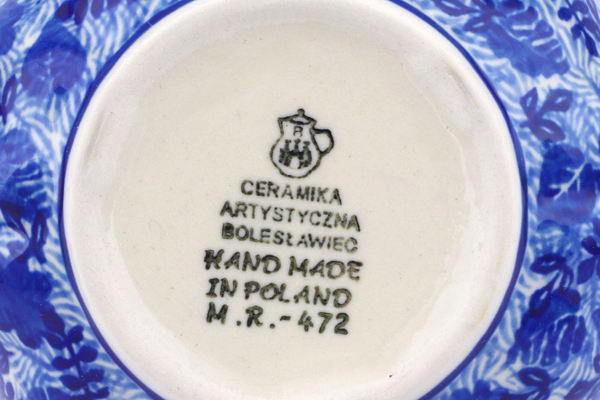 B
CERAMIKA
ARTYSTYCZNA
BOLESŁAWIEC
HAND MADE
IN POLAND
M.R.-472